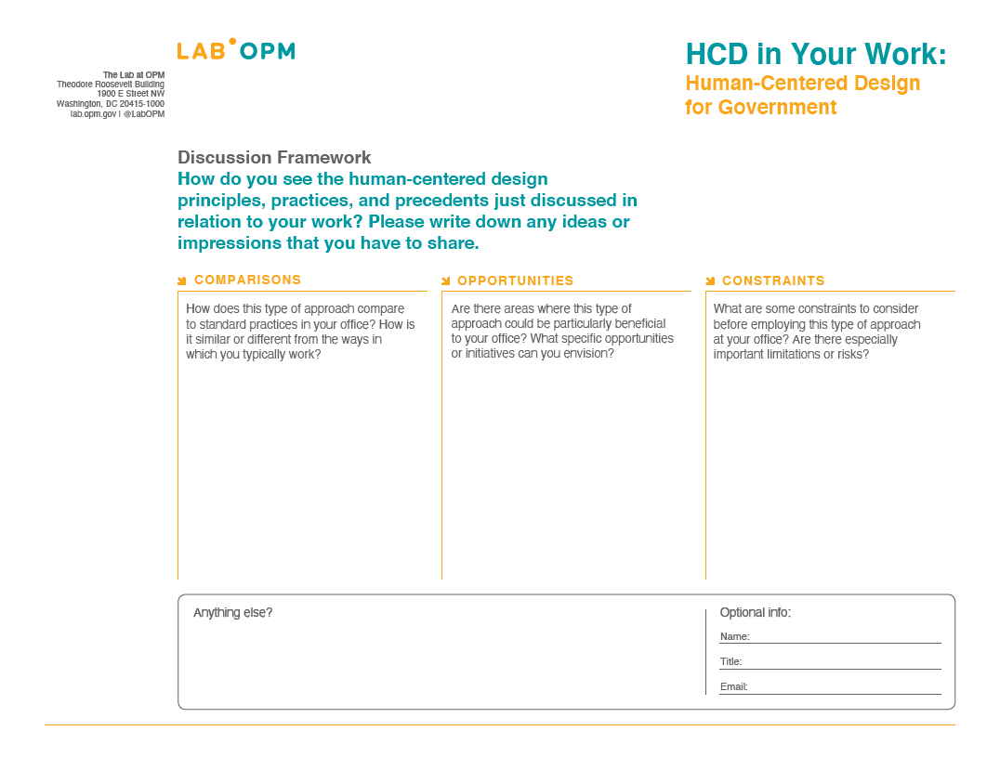 LAB OPM
The Lab at OPM
Theodore Roosevelt Building
1900 E Street NW
Washington, DC 20415-1000
lab.opm.gov | @LabOPM
HCD in Your Work:
Human-Centered Design
for Government
Discussion Framework
How do you see the human-centered design
principles, practices, and precedents just discussed in
relation to your work? Please write down any ideas or
impressions that you have to share.
COMPARISONS
How does this type of approach compare
to standard practices in your office? How is
it similar or different from the ways in
which you typically work?
OPPORTUNITIES
Are there areas where this type of
approach could be particularly beneficial
to your office? What specific opportunities
or initiatives can you envision?
CONSTRAINTS
What are some constraints to consider
before employing this type of approach
at your office? Are there especially
important limitations or risks?
Anything else?
Optional info:
Name:
Title:
Email: